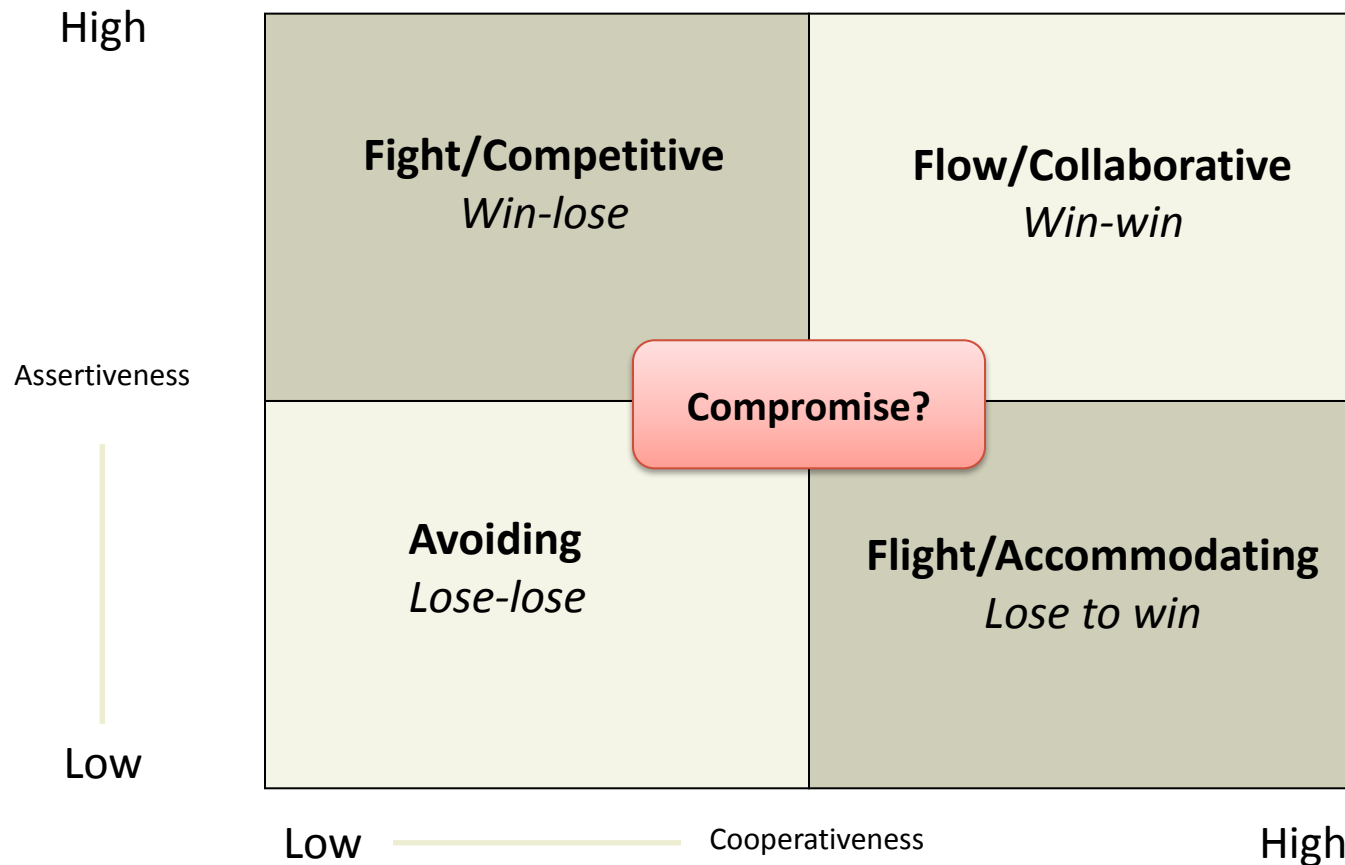 High
Fight/Competitive
Win-lose
Flow/Collaborative
Win-win
Assertiveness
Compromise?
Avoiding
Lose-lose
Flight/Accommodating
Lose to win
Low
Low
Cooperativeness
High